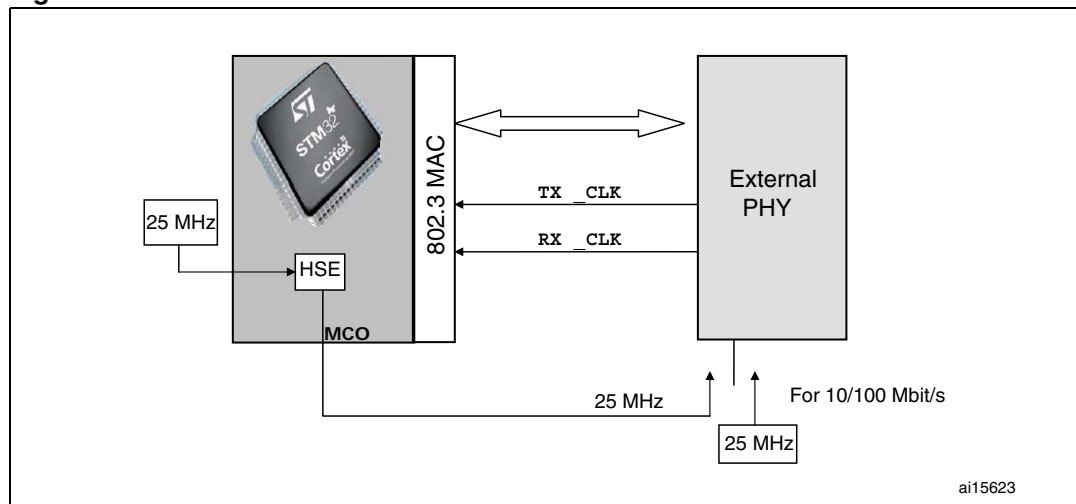 ST
STM32
Cortex
802.3 MAC
External
PHY
TX _CLK
RX _CLK
25 MHz
HSE
MCO
25 MHz
For 10/100 Mbit/s
25 MHz
ai15623